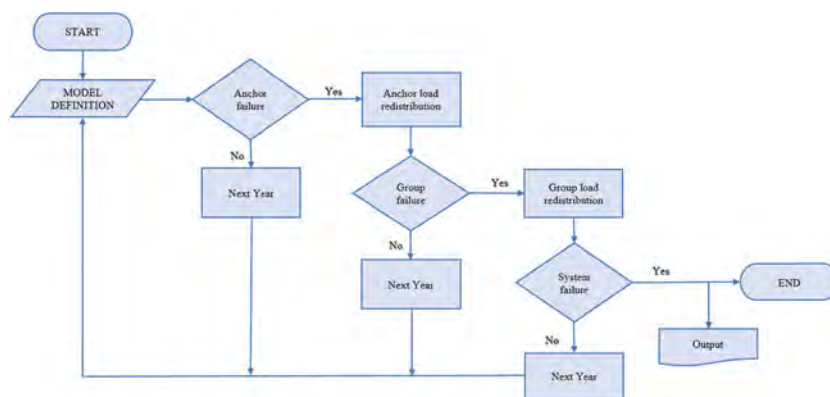 START
MODEL
DEFINITION
Anchor
failure
Yes
Anchor load
redistribution
No
Next Year
Group
failure
Yes
Group load
redistribution
No
Next Year
System
failure
Yes
END
Output
No
Next Year